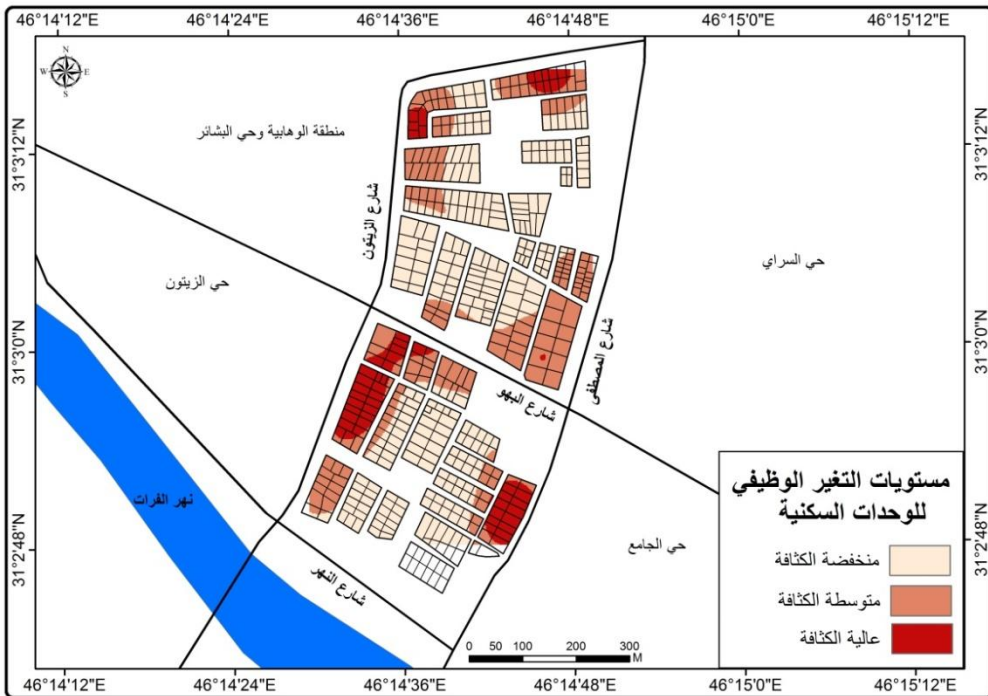 46°14'12"E 46°14'24"E 46°14'36"E 46°14'48"E 46°15'0"E 46°15'12"E
N
W E
S
منطقة الوهابية وحي البشائر
31°3'12"N 31°3'12"N
شارع الزيتون
حي السراي
حي الزيتون
31°3'0"N 31°3'0"N
شارع المصطفى
شارع البهو
نهر الفرات
حي الجامع
شارع النهر
31°2'48"N 31°2'48"N
مستويات التغير الوظيفي
للوحدات السكنية
منخفضة الكثافة
متوسطة الكثافة
عالية الكثافة
0 50 100 200 300
M
46°14'12"E 46°14'24"E 46°14'36"E 46°14'48"E 46°15'0"E 46°15'12"E